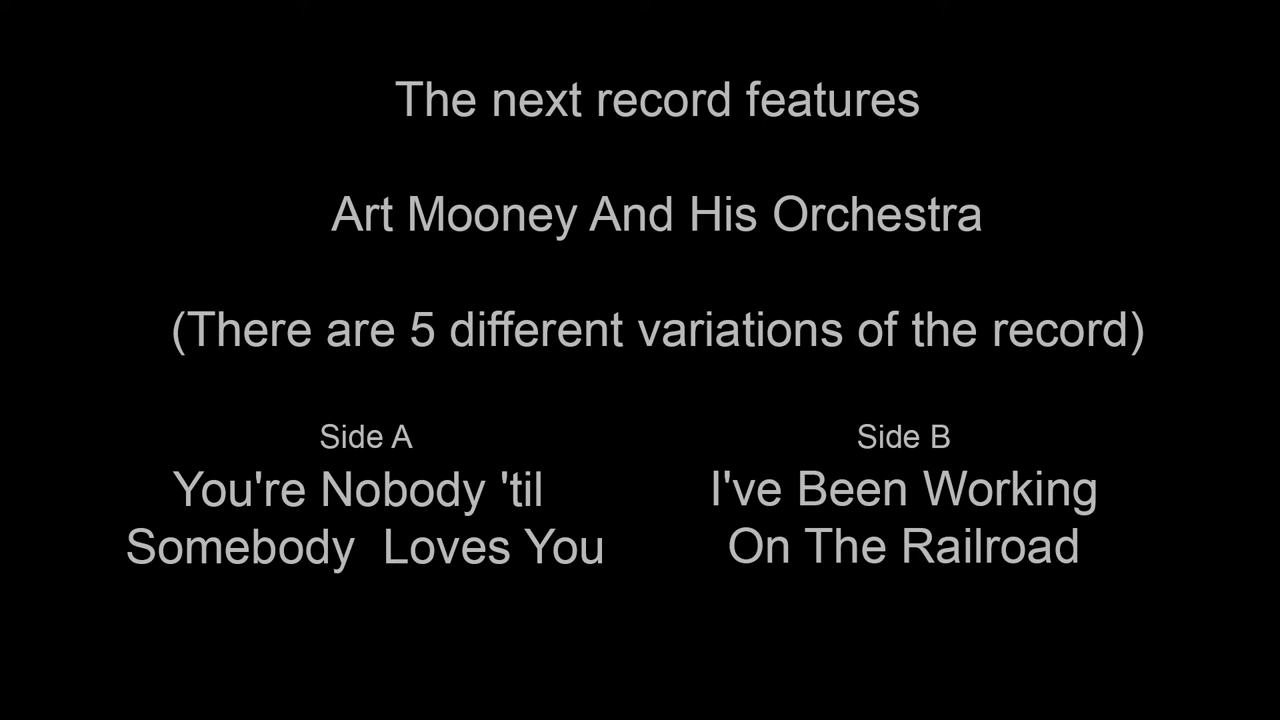 The next record features
Art Mooney And His Orchestra
(There are 5 different variations of the record)
Side A
You're Nobody 'til
Somebody  Loves You
Side B
I've Been Working
On The Railroad